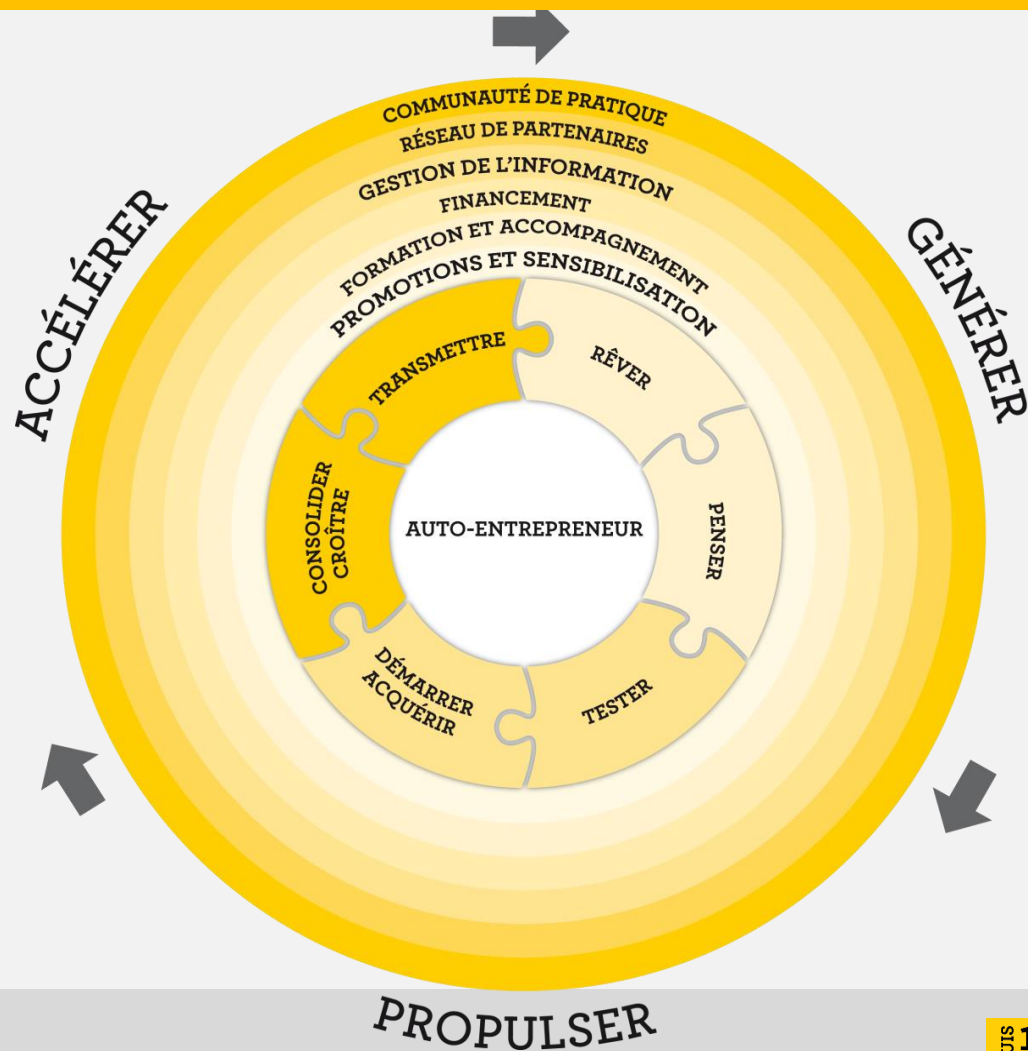 COMMUNAUTÉ DE PRATIQUE
RÉSEAU DE PARTENAIRES
GESTION DE L'INFORMATION
FINANCEMENT
FORMATION ET ACCOMPAGNEMENT
PROMOTIONS ET SENSIBILISATION
ACCÉLÉRER
GÉNÉRER
TRANSMETTRE
RÊVER
CONSOLIDER
CROÎTRE
AUTO-ENTREPRENEUR
PENSER
DÉMARRER
ACQUÉRIR
TESTER
PROPULSER